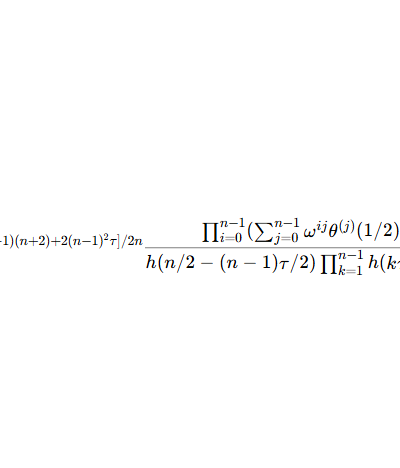 ∏_{i=0}^{n−1}(∑_{j=0}^{n−1} ω^{ij}θ^{(j)}(1/2)
1)(n+2)+2(n−1)²τ]/2n
h(n/2 − (n − 1)τ/2) ∏_{k=1}^{n−1} h(k